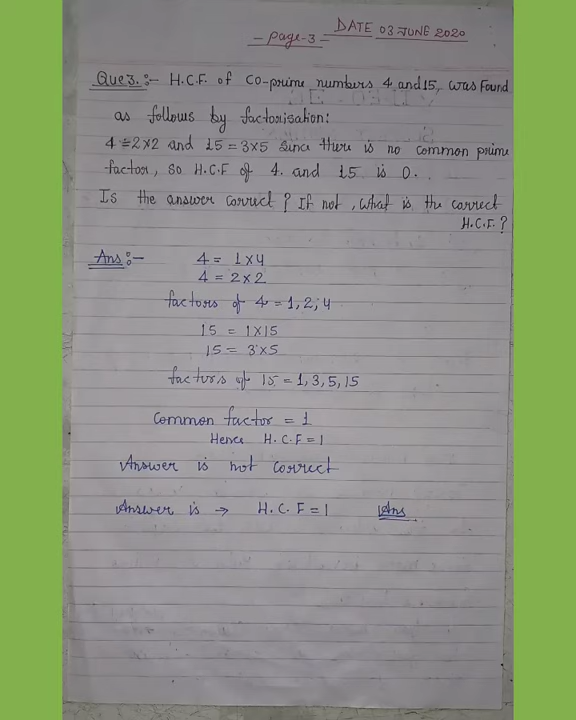 - Page-3 -
DATE 03 JUNE 2020
Que3.:- H.C.F. of Co-prime numbers 4 and 15, was found
as follows by factorisation:
4=2×2 and 15=3×5 since there is no common prime
factor, so H.C.F of 4. and 15 is 0.
Is the answer correct? If not, what is the correct
H.C.F.?
Ans:-
4 = 1×4
4 = 2×2
factors of 4 = 1, 2, 4
15 = 1×15
15 = 3×5
factors of 15 = 1, 3, 5, 15
Common factor = 1
Hence H.C.F = 1
Answer is not correct
Answer is → H.C.F = 1 Ans